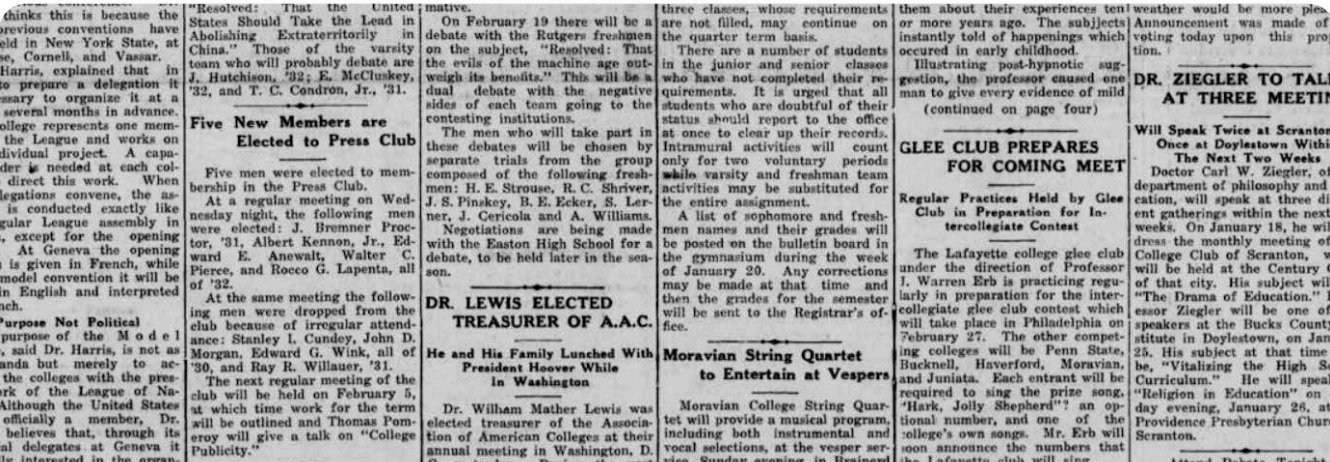 thinks this is because the
previous conventions have
eld in New York State, at
se, Cornell, and Vassar.
Harris, explained that in
to prepare a delegation it
ssary to organize it at a
several months in advance.
ollege represents one mem-
the League and works on
dividual project. A capa-
der is needed at each col-
direct this work. When
legations convene, the as-
is conducted exactly like
gular League assembly in
, except for the opening
At Geneva the opening
is given in French, while
model convention it will be
in English and interpreted
nch.
Purpose Not Political
purpose of the Model
, said Dr. Harris, is not as
anda but merely to ac-
the colleges with the pres-
rk of the League of Na-
Although the United States
officially a member, Dr.
believes that, through its
al delegates at Geneva it
"Resolved: That the United
States Should Take the Lead in
Abolishing Extraterritorily in
China." Those of the varsity
team who will probably debate are
J. Hutchison, '32; E. McCluskey,
'32, and T. C. Condron, Jr., '31.
Five New Members are
Elected to Press Club
Five men were elected to mem-
bership in the Press Club.
At a regular meeting on Wed-
nesday night, the following men
were elected: J. Bremner Proc-
tor, '31, Albert Kennon, Jr., Ed-
ward E. Anewalt, Walter C.
Pierce, and Rocco G. Lapenta, all
of '32.
At the same meeting the follow-
ing men were dropped from the
club because of irregular attend-
ance: Stanley I. Cundey, John D.
Morgan, Edward G. Wink, all of
'30, and Ray R. Willauer, '31.
The next regular meeting of the
club will be held on February 5,
at which time work for the term
will be outlined and Thomas Pom-
eroy will give a talk on "College
Publicity."
mative.
On February 19 there will be a
debate with the Rutgers freshmen
on the subject, "Resolved: That
the evils of the machine age out-
weigh its benefits." This will be a
dual debate with the negative
sides of each team going to the
contesting institutions.
The men who will take part in
these debates will be chosen by
separate trials from the group
composed of the following fresh-
men: H. E. Strouse, R. C. Shriver,
J. S. Pinskey, B. E. Ecker, S. Ler-
ner, J. Cericola and A. Williams.
Negotiations are being made
with the Easton High School for a
debate, to be held later in the sea-
son.
DR. LEWIS ELECTED
TREASURER OF A.A.C.
He and His Family Lunched With
President Hoover While
In Washington
Dr. William Mather Lewis was
elected treasurer of the Associa-
tion of American Colleges at their
annual meeting in Washington, D.
three classes, whose requirements
are not filled, may continue on
the quarter term basis.
There are a number of students
in the junior and senior classes
who have not completed their re-
quirements. It is urged that all
students who are doubtful of their
status should report to the office
at once to clear up their records.
Intramural activities will count
only for two voluntary periods
while varsity and freshman team
activities may be substituted for
the entire assignment.
A list of sophomore and fresh-
men names and their grades will
be posted on the bulletin board in
the gymnasium during the week
of January 20. Any corrections
may be made at that time and
then the grades for the semester
will be sent to the Registrar's of-
fice.
Moravian String Quartet
to Entertain at Vespers
Moravian College String Quar-
tet will provide a musical program,
including both instrumental and
vocal selections, at the vesper ser-
vice Sunday evening in Brainerd
them about their experiences ten
or more years ago. The subjects
instantly told of happenings which
occured in early childhood.
Illustrating post-hypnotic sug-
gestion, the professor caused one
man to give every evidence of mild
(continued on page four)
GLEE CLUB PREPARES
FOR COMING MEET
Regular Practices Held by Glee
Club in Preparation for In-
tercollegiate Contest
The Lafayette college glee club
under the direction of Professor
J. Warren Erb is practicing regu-
larly in preparation for the inter-
collegiate glee club contest which
will take place in Philadelphia on
February 27. The other compet-
ing colleges will be Penn State,
Bucknell, Haverford, Moravian,
and Juniata. Each entrant will be
required to sing the prize song,
"Hark, Jolly Shepherd"? an op-
tional number, and one of the
college's own songs. Mr. Erb will
soon announce the numbers that
the Lafayette club will sing
weather would be more plea
Announcement was made of
voting today upon this prop
tion.
DR. ZIEGLER TO TAL
AT THREE MEETIN
Will Speak Twice at Scranton
Once at Doylestown Withi
The Next Two Weeks
Doctor Carl W. Ziegler, of
department of philosophy and
cation, will speak at three di
ent gatherings within the next
weeks. On January 18, he wil
dress the monthly meeting of
College Club of Scranton, w
will be held at the Century C
of that city. His subject will
"The Drama of Education."
essor Ziegler will be one of
speakers at the Bucks County
stitute in Doylestown, on Jan
25. His subject at that time
be, "Vitalizing the High Sc
Curriculum." He will speak
"Religion in Education" on
day evening, January 26, at
Providence Presbyterian Chur
Scranton.